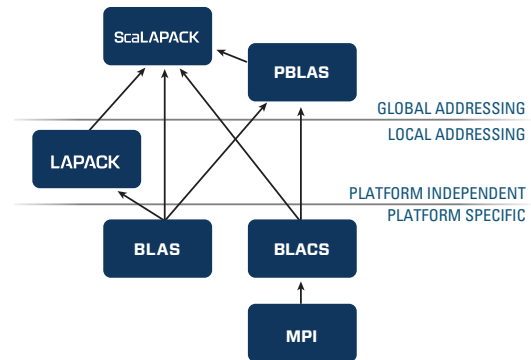 ScaLAPACK
PBLAS
GLOBAL ADDRESSING
LOCAL ADDRESSING
LAPACK
PLATFORM INDEPENDENT
PLATFORM SPECIFIC
BLAS
BLACS
MPI